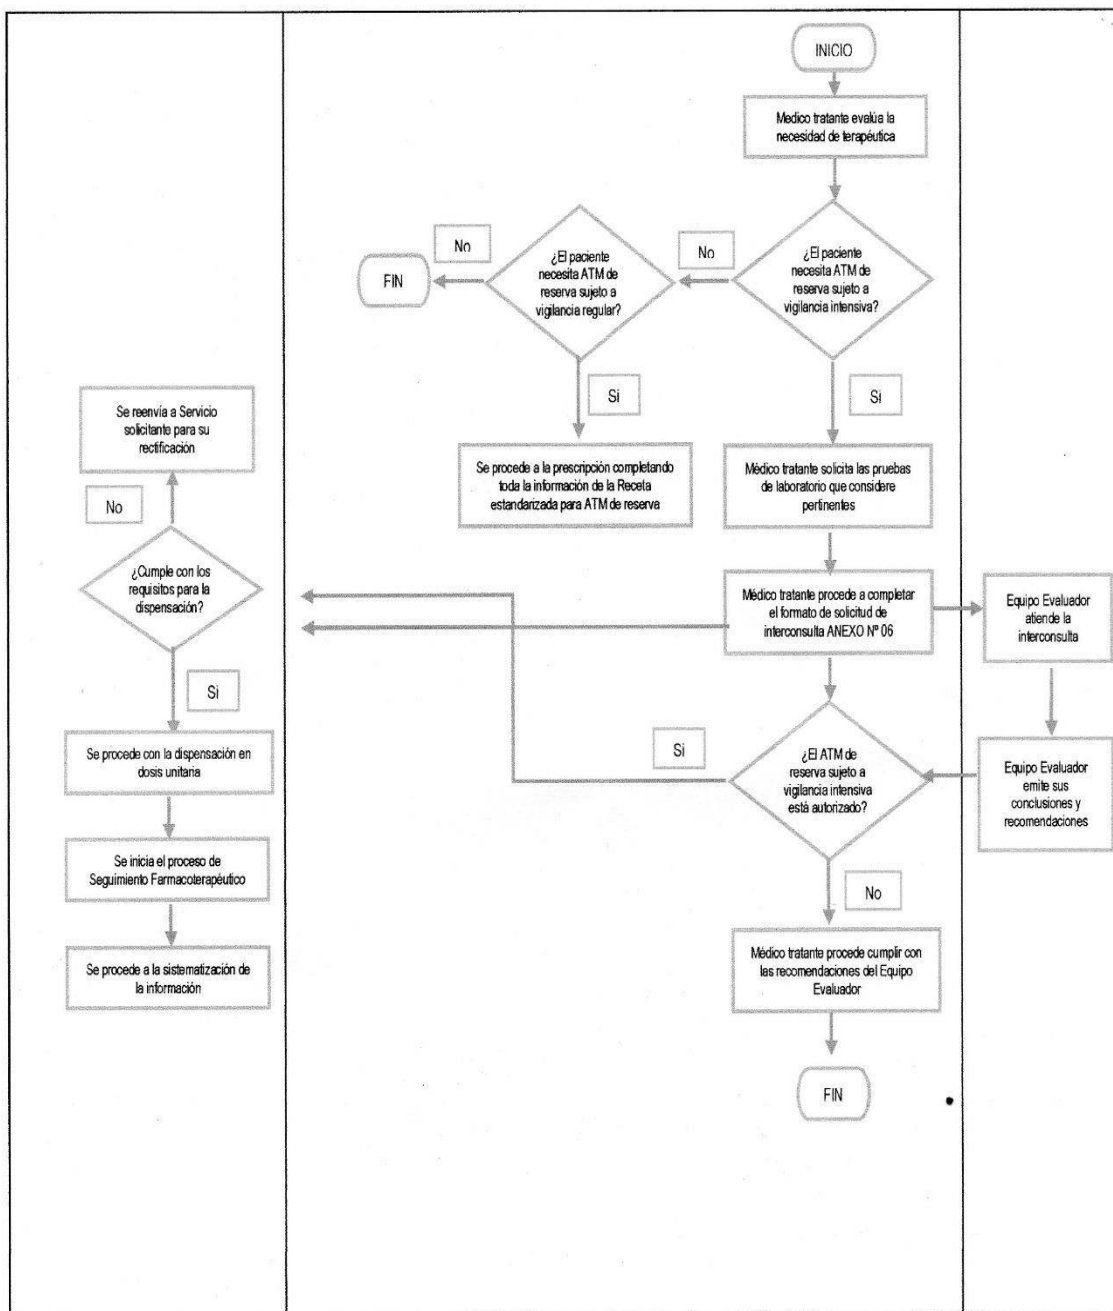 INICIO
Medico tratante evalúa la
necesidad de terapéutica
¿El paciente
necesita ATM de
reserva sujeto a
vigilancia intensiva?
No
¿El paciente
necesita ATM de
reserva sujeto a
vigilancia regular?
No
FIN
Si
Se procede a la prescripción completando
toda la información de la Receta
estandarizada para ATM de reserva
Si
Médico tratante solicita las pruebas
de laboratorio que considere
pertinentes
Médico tratante procede a completar
el formato de solicitud de
interconsulta ANEXO Nº 06
Equipo Evaluador
atiende la
interconsulta
Equipo Evaluador
emite sus
conclusiones y
recomendaciones
¿El ATM de
reserva sujeto a
vigilancia intensiva
está autorizado?
Si
No
Médico tratante procede cumplir con
las recomendaciones del Equipo
Evaluador
FIN
Se reenvía a Servicio
solicitante para su
rectificación
No
¿Cumple con los
requisitos para la
dispensación?
Si
Se procede con la dispensación en
dosis unitaria
Se inicia el proceso de
Seguimiento Farmacoterapéutico
Se procede a la sistematización de
la información